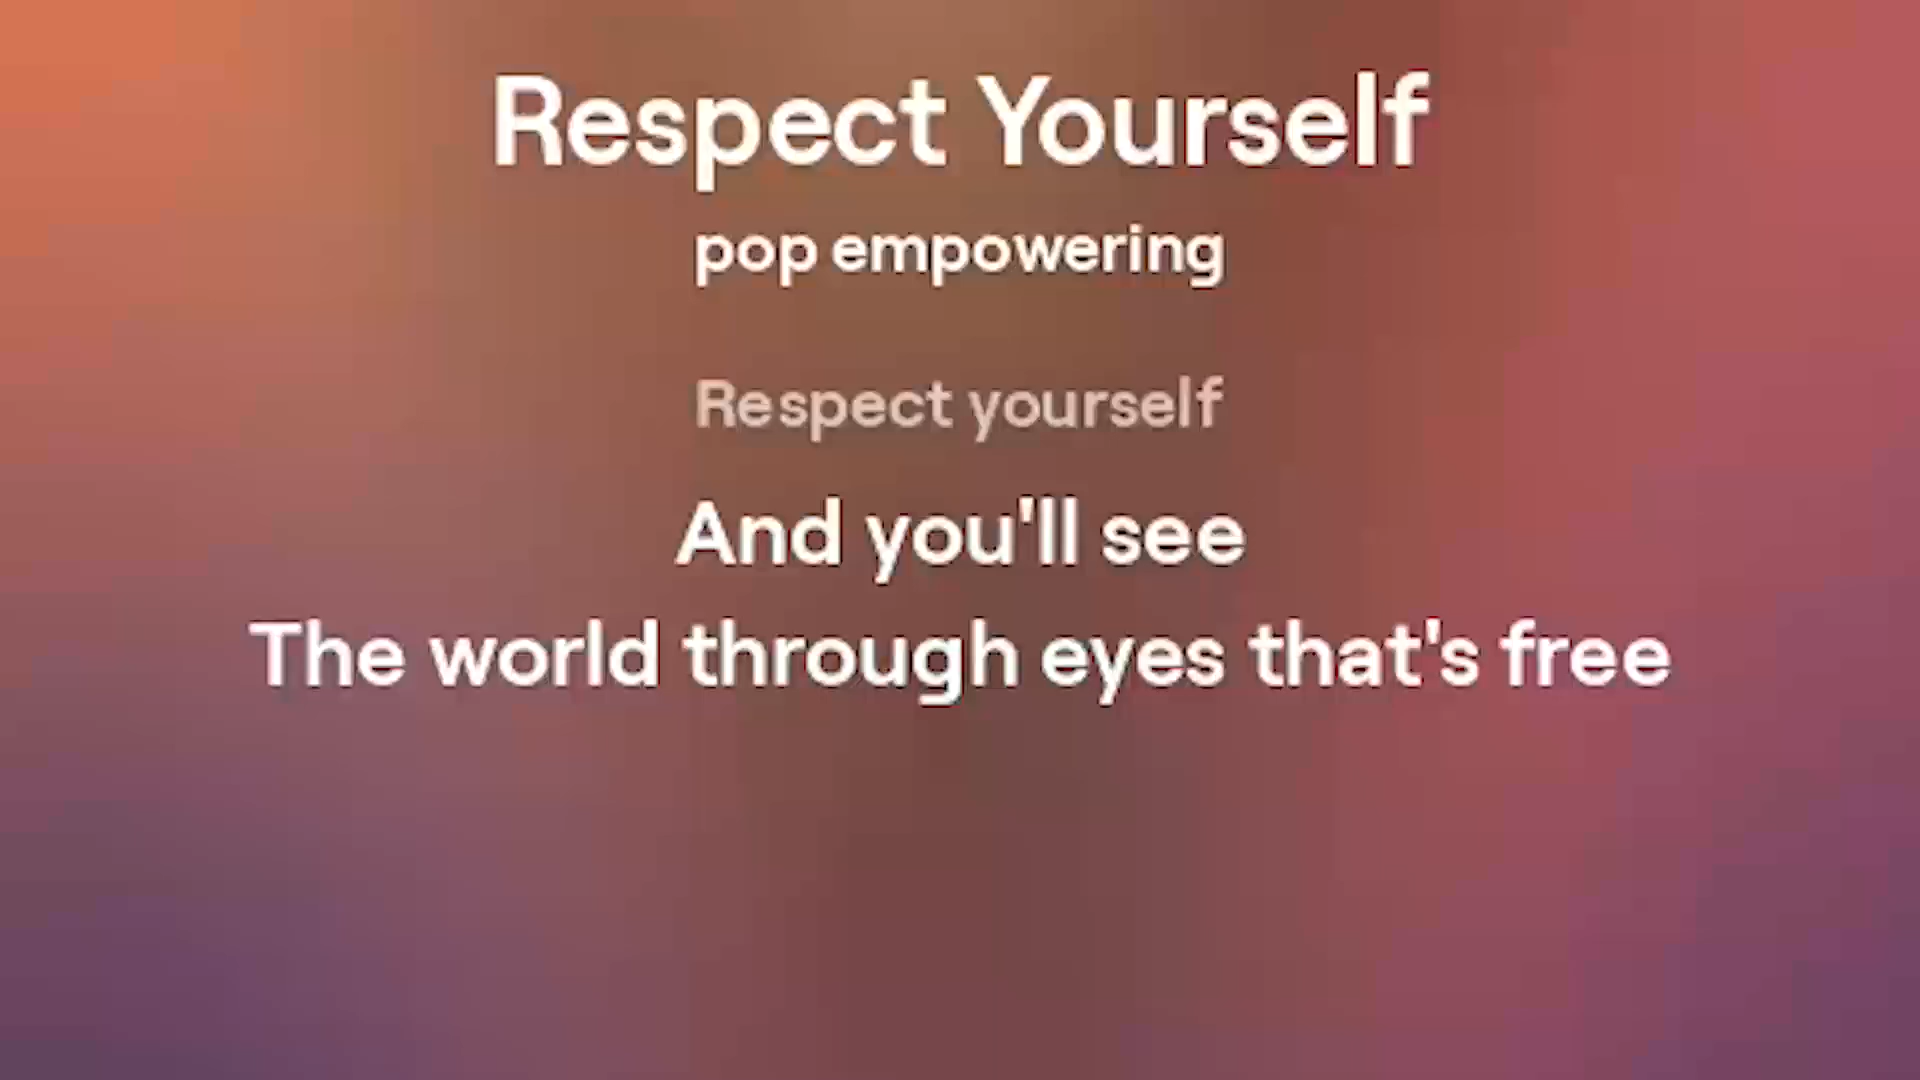 Respect Yourself
pop empowering
Respect yourself
And you'll see
The world through eyes that's free